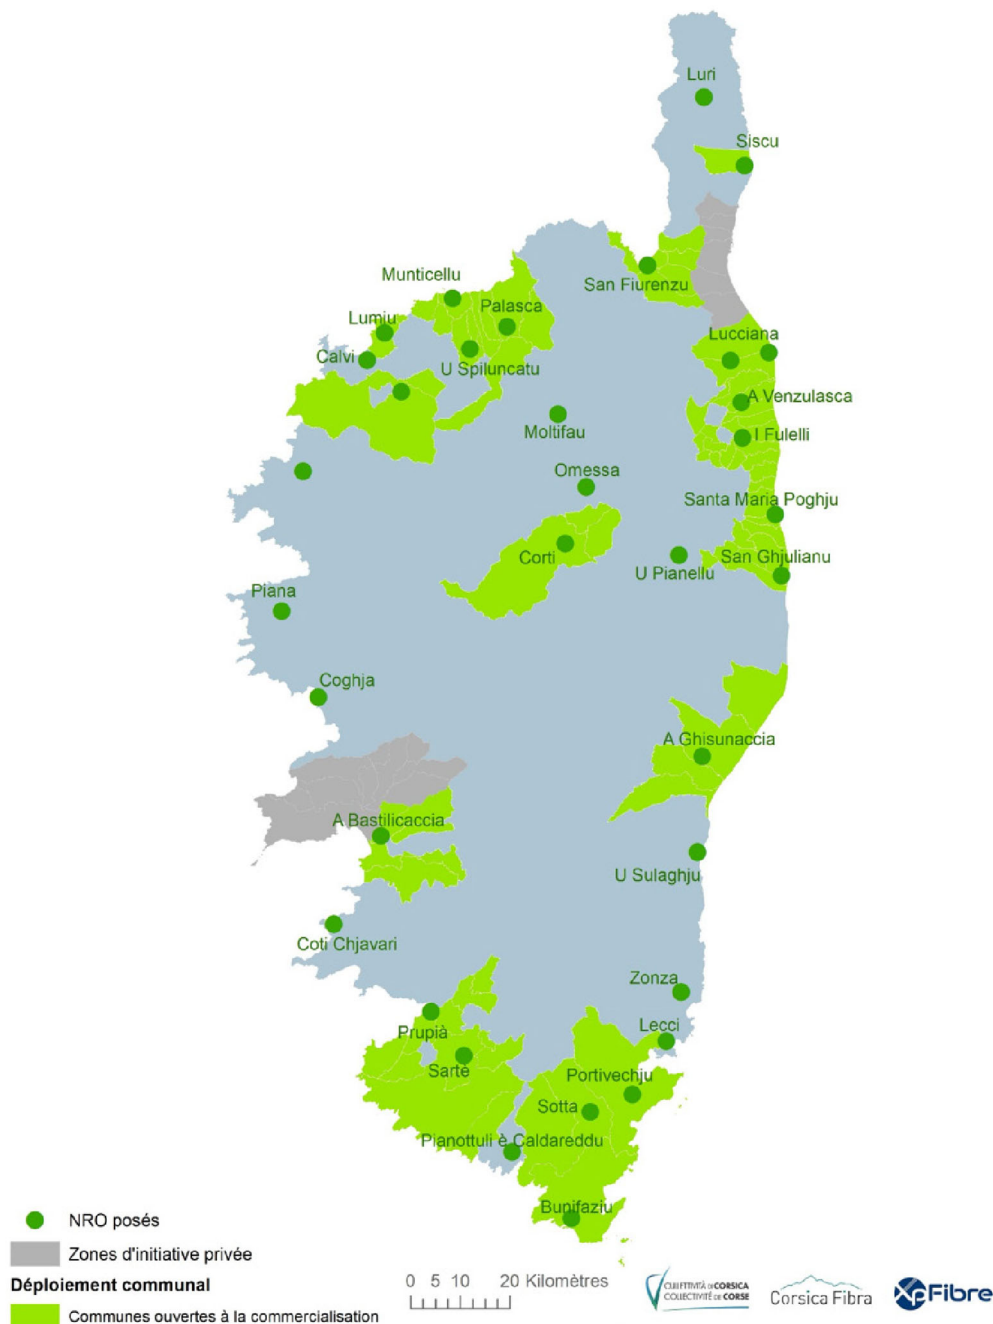 Luri
Siscu
San Fiurenzu
Munticellu
Palasca
Lumiu
Calvi
U Spiluncatu
Lucciana
A Venzulasca
I Fulelli
Moltifau
Omessa
Santa Maria Poghju
Corti
U Pianellu
San Ghjulianu
Piana
Coghja
A Ghisunaccia
A Bastilicaccia
U Sulaghju
Coti Chjavari
Zonza
Lecci
Prupià
Sartè
Portivechju
Sotta
Pianottuli è Caldareddu
Bunifaziu
NRO posés
Zones d'initiative privée
Déploiement communal
Communes ouvertes à la commercialisation
0 5 10 20 Kilomètres
CULLETTIVITÀ DI CORSICA
COLLECTIVITÉ DE CORSE
Corsica Fibra
XpFibre